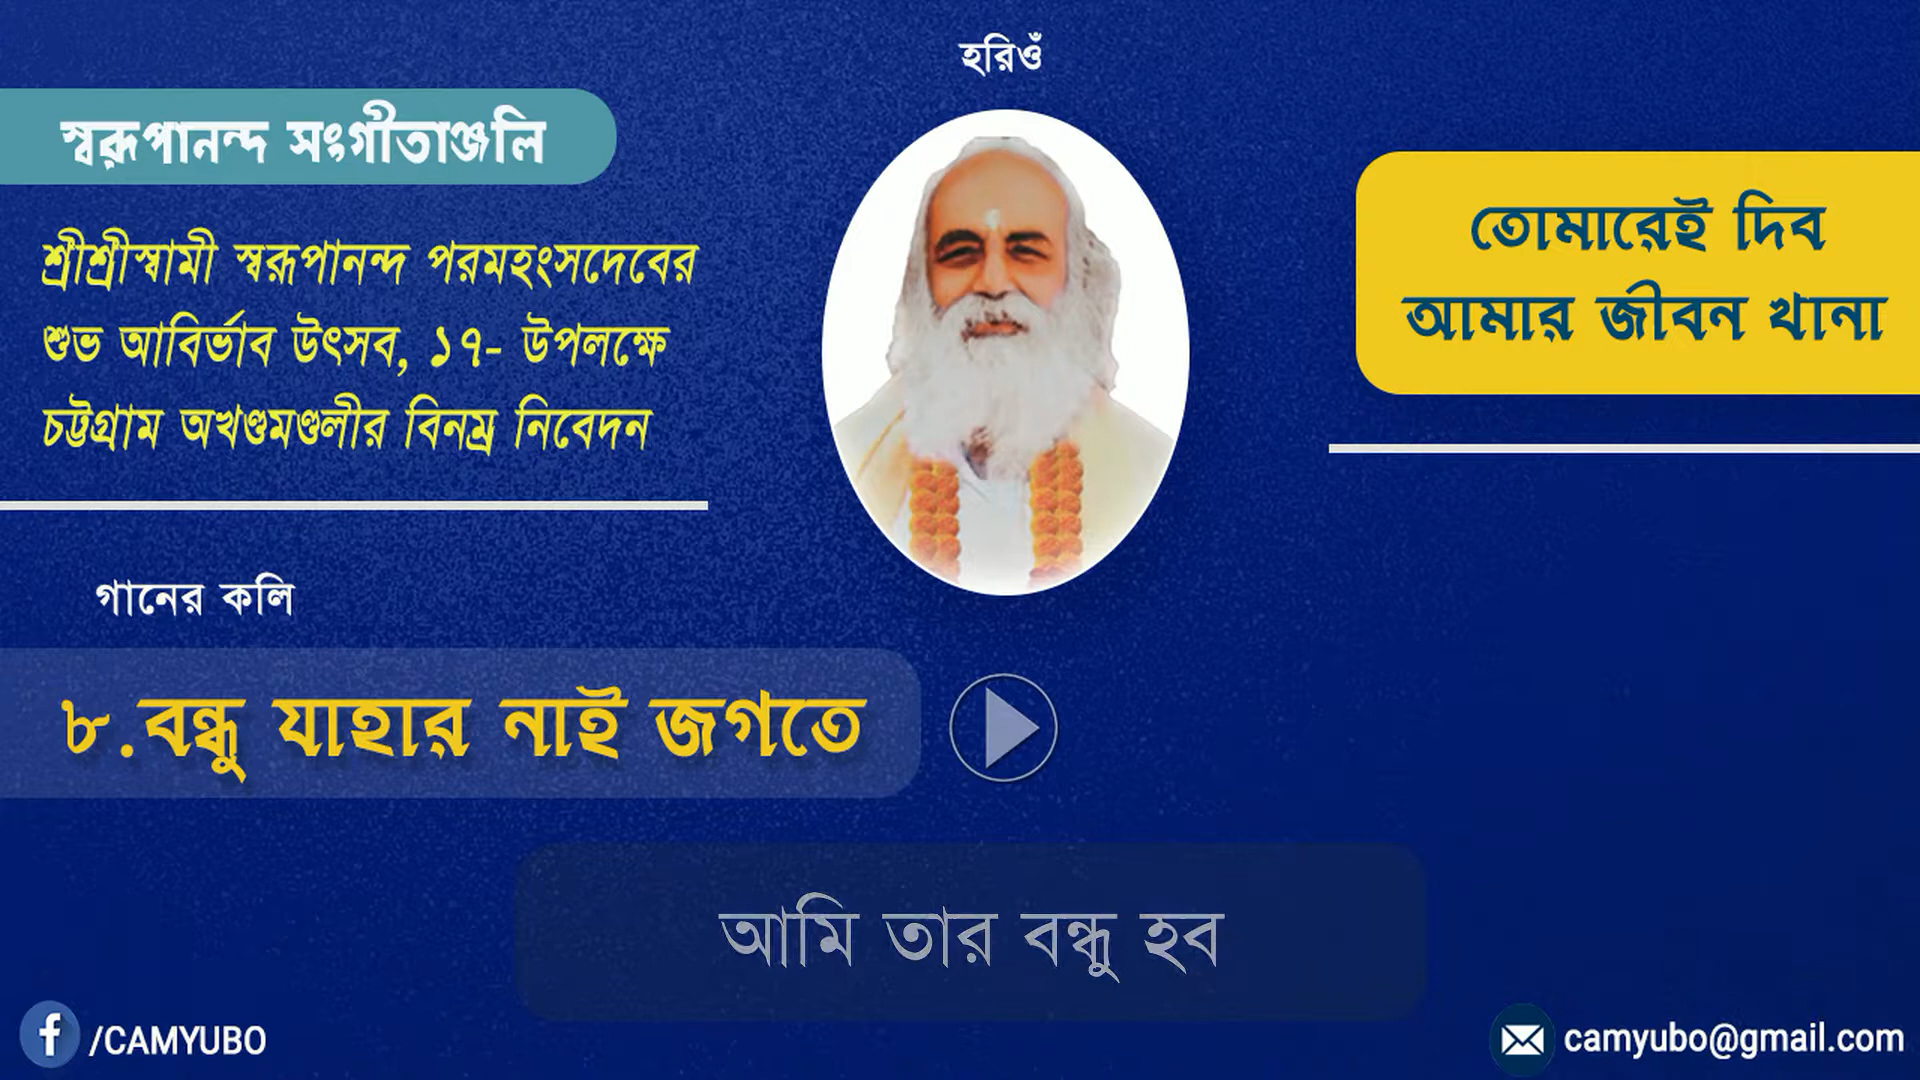 হরিওঁ
স্বরূপানন্দ সংগীতাঞ্জলি
শ্রীশ্রীস্বামী স্বরূপানন্দ পরমহংসদেবের
শুভ আবির্ভাব উৎসব, ১৭- উপলক্ষে
চট্টগ্রাম অখণ্ডমণ্ডলীর বিনম্র নিবেদন
তোমারেই দিব
আমার জীবন খানা
গানের কলি
৮.বন্ধু যাহার নাই জগতে
আমি তার বন্ধু হব
/CAMYUBO
camyubo@gmail.com